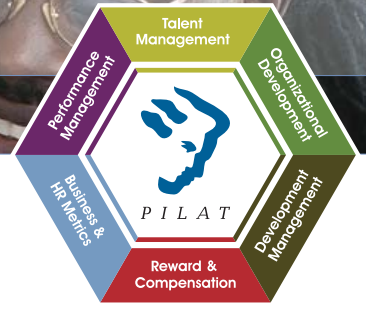 Talent
Management
Organizational
Development
Development
Management
Reward &
Compensation
Business &
HR Metrics
Performance
Management
PILAT